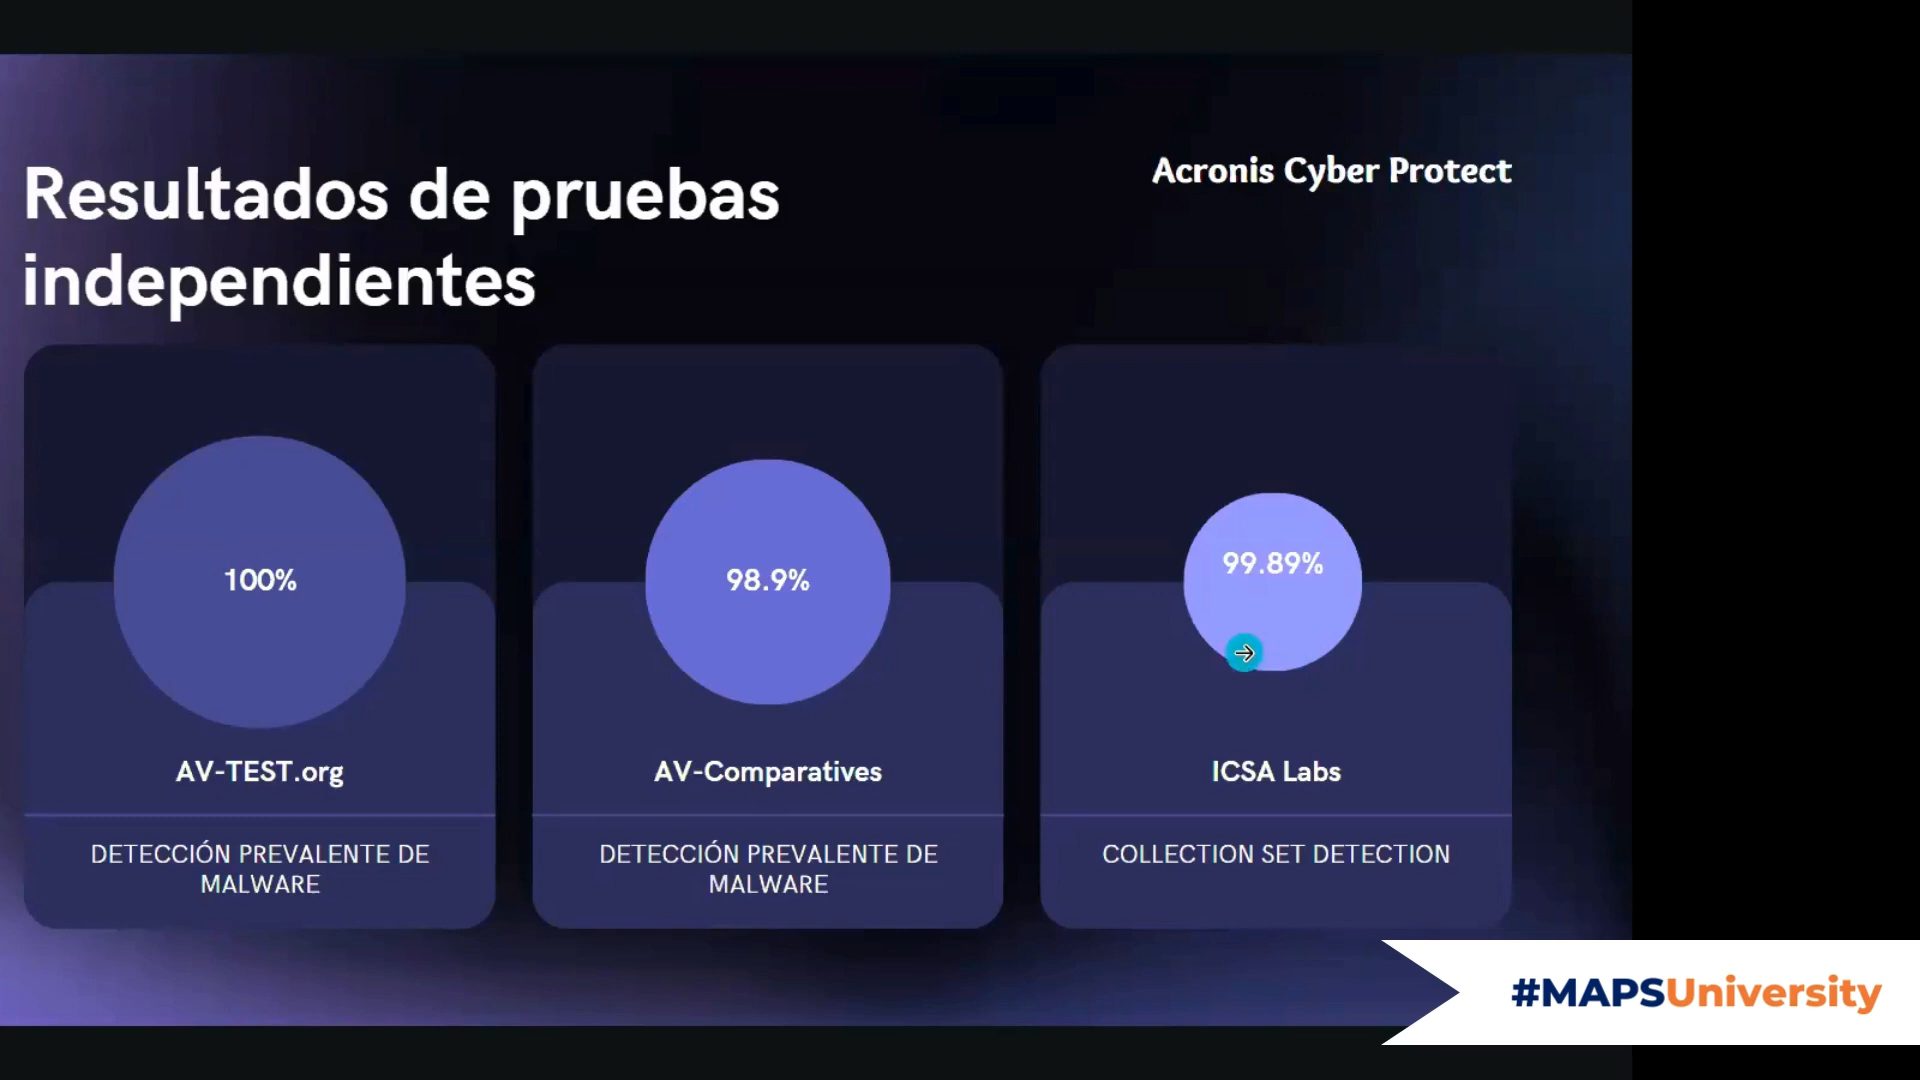 Resultados de pruebas
independientes
Acronis Cyber Protect
100%
AV-TEST.org
DETECCIÓN PREVALENTE DE
MALWARE
98.9%
AV-Comparatives
DETECCIÓN PREVALENTE DE
MALWARE
99.89%
ICSA Labs
COLLECTION SET DETECTION
#MAPSUniversity